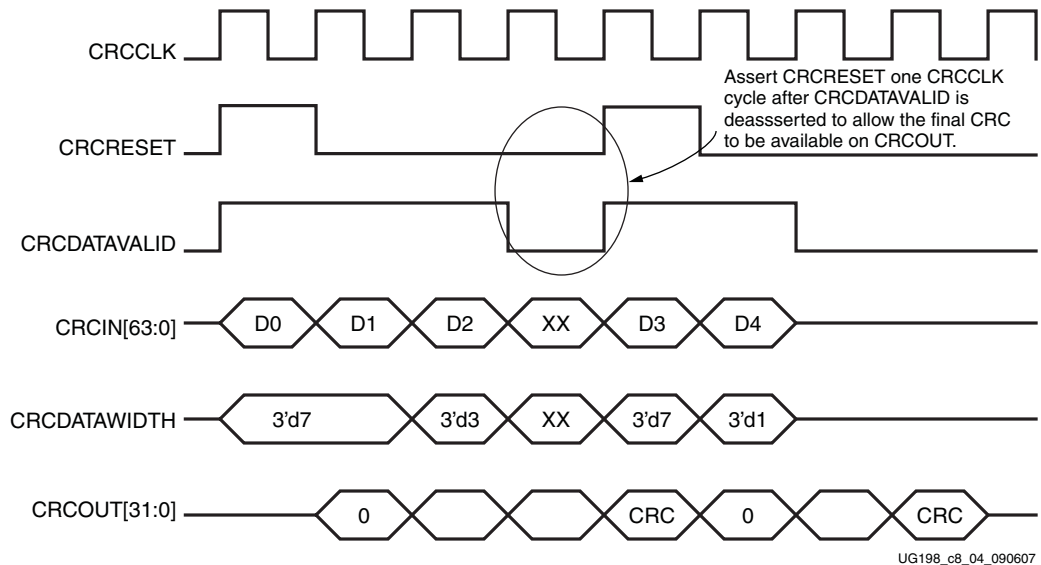 CRCCLK
Assert CRCRESET one CRCCLK
cycle after CRCDATAVALID is
deassserted to allow the final CRC
to be available on CRCOUT.
CRCRESET
CRCDATAVALID
CRCIN[63:0] D0 D1 D2 XX D3 D4
CRCDATAWIDTH 3'd7 3'd3 XX 3'd7 3'd1
CRCOUT[31:0] 0 CRC 0 CRC
UG198_c8_04_090607